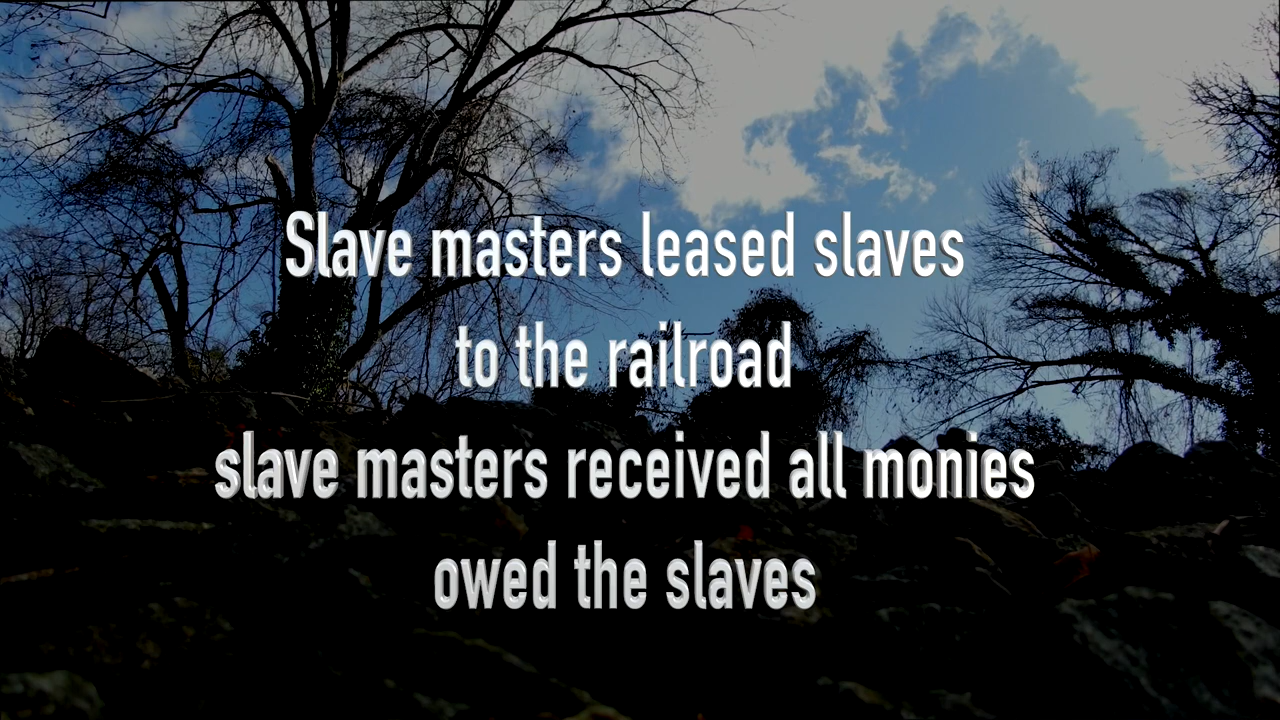 Slave masters leased slaves
to the railroad
slave masters received all monies
owed the slaves